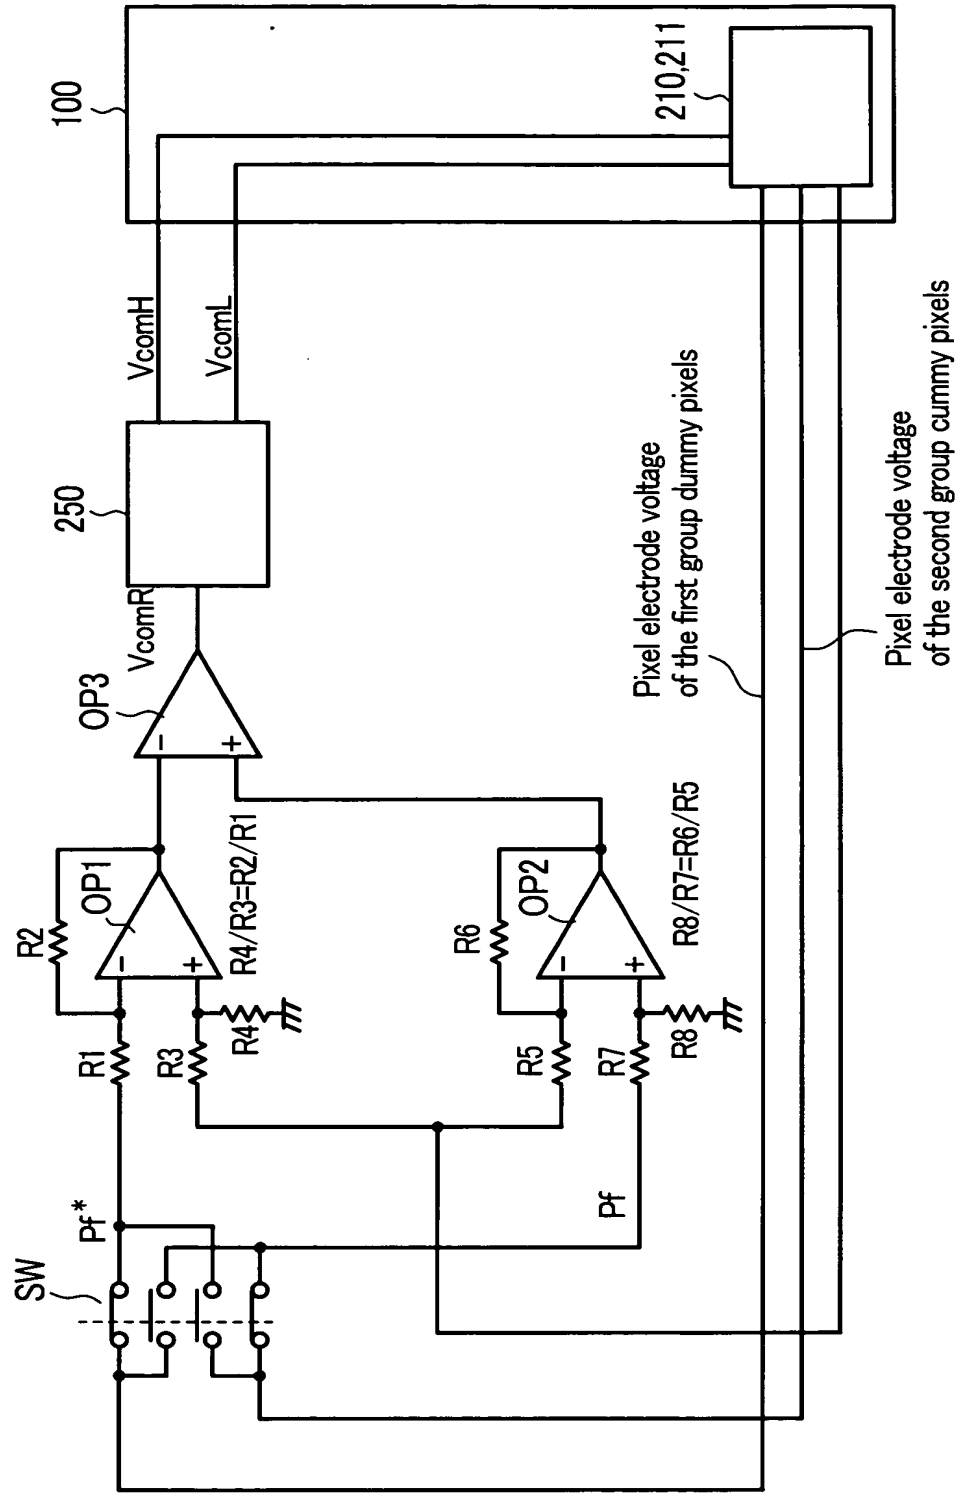 100
210,211
VcomH
VcomL
250
VcomR
OP3
OP1
R2
R4/R3=R2/R1
R1
R3
R4
OP2
R6
R8/R7=R6/R5
R5
R7
R8
Pf*
Pf
SW
Pixel electrode voltage
of the first group dummy pixels
Pixel electrode voltage
of the second group cummy pixels
-
+
-
+
-
+